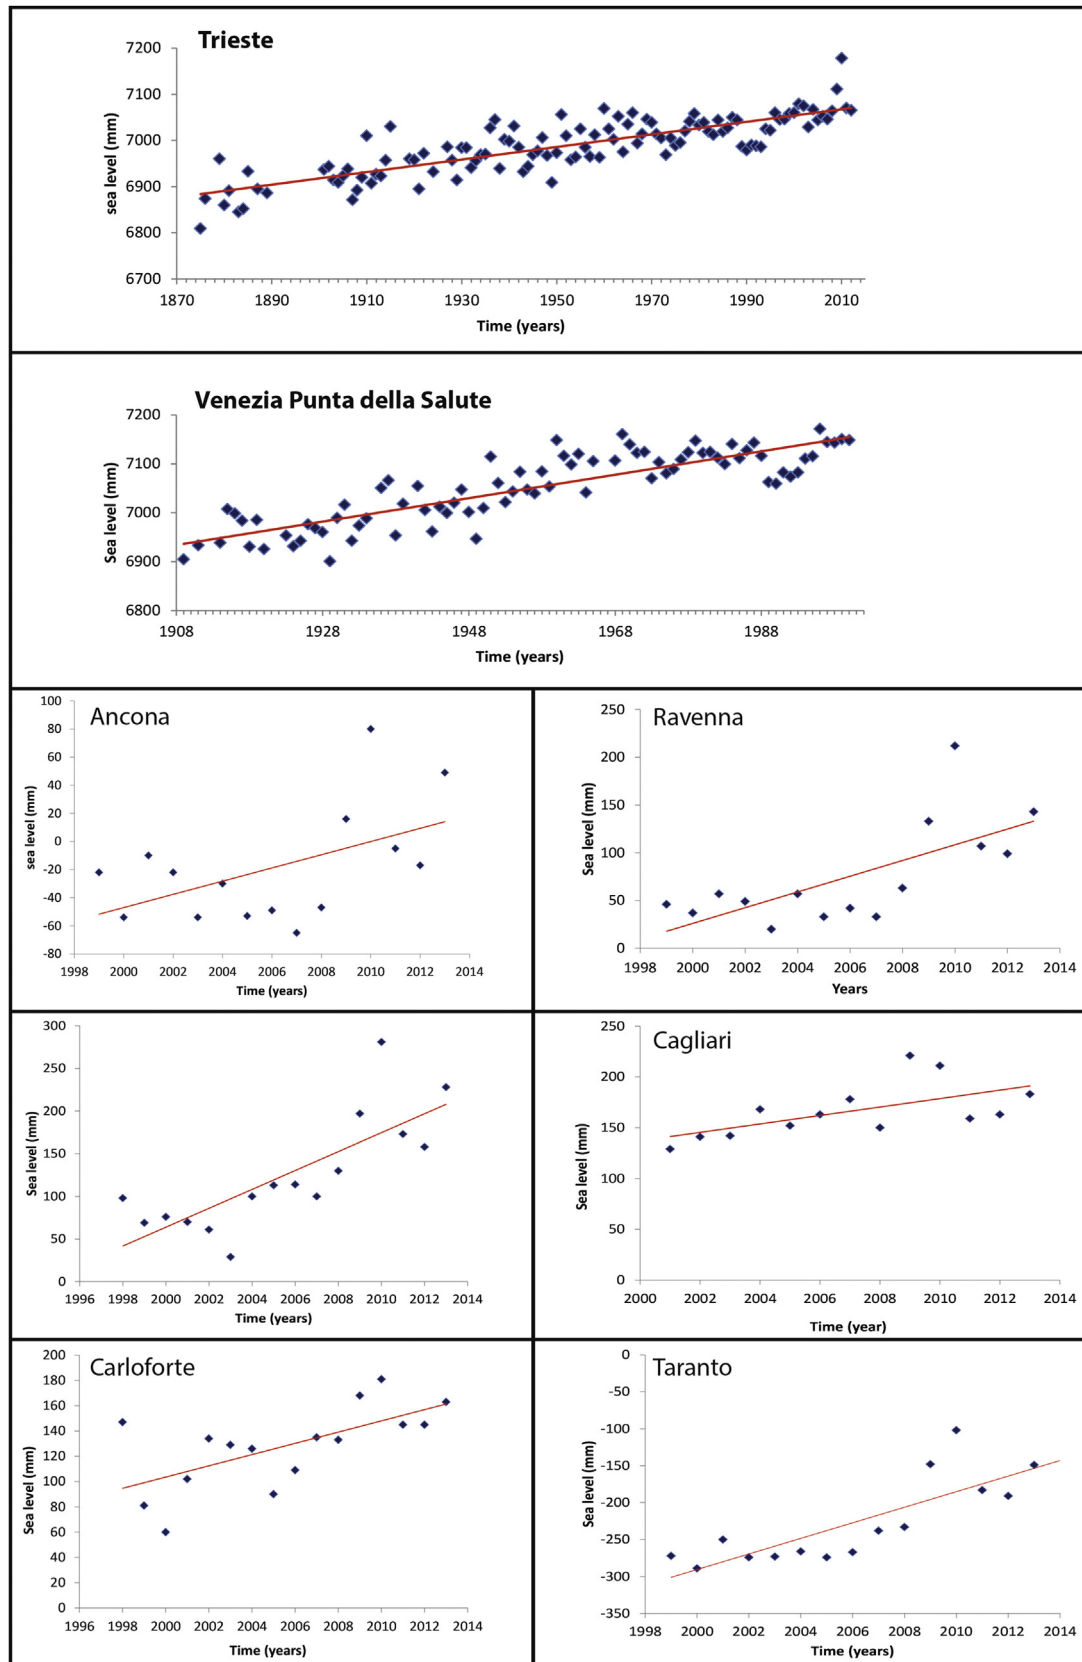 Trieste
7200
7100
7000
6900
6800
6700
sea level (mm)
1870 1890 1910 1930 1950 1970 1990 2010
Time (years)
Venezia Punta della Salute
7200
7100
7000
6900
6800
Sea level (mm)
1908 1928 1948 1968 1988
Time (years)
Ancona
100
80
60
40
20
0
-20
-40
-60
-80
sea level (mm)
1998 2000 2002 2004 2006 2008 2010 2012 2014
Time (years)
Ravenna
250
200
150
100
50
0
Sea level (mm)
1998 2000 2002 2004 2006 2008 2010 2012 2014
Years
300
250
200
150
100
50
0
Sea level (mm)
1996 1998 2000 2002 2004 2006 2008 2010 2012 2014
Time (years)
Cagliari
250
200
150
100
50
0
Sea level (mm)
2000 2002 2004 2006 2008 2010 2012 2014
Time (year)
Carloforte
200
180
160
140
120
100
80
60
40
20
0
Sea level (mm)
1996 1998 2000 2002 2004 2006 2008 2010 2012 2014
Time (years)
Taranto
0
-50
-100
-150
-200
-250
-300
-350
Sea level (mm)
1998 2000 2002 2004 2006 2008 2010 2012 2014
Time (years)